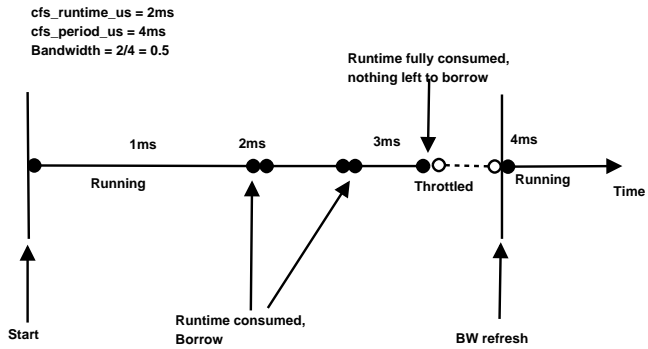 cfs_runtime_us = 2ms
cfs_period_us = 4ms
Bandwidth = 2/4 = 0.5
Runtime fully consumed,
nothing left to borrow
1ms
2ms
3ms
4ms
Running
Throttled
Running
Time
Runtime consumed,
Borrow
Start
BW refresh